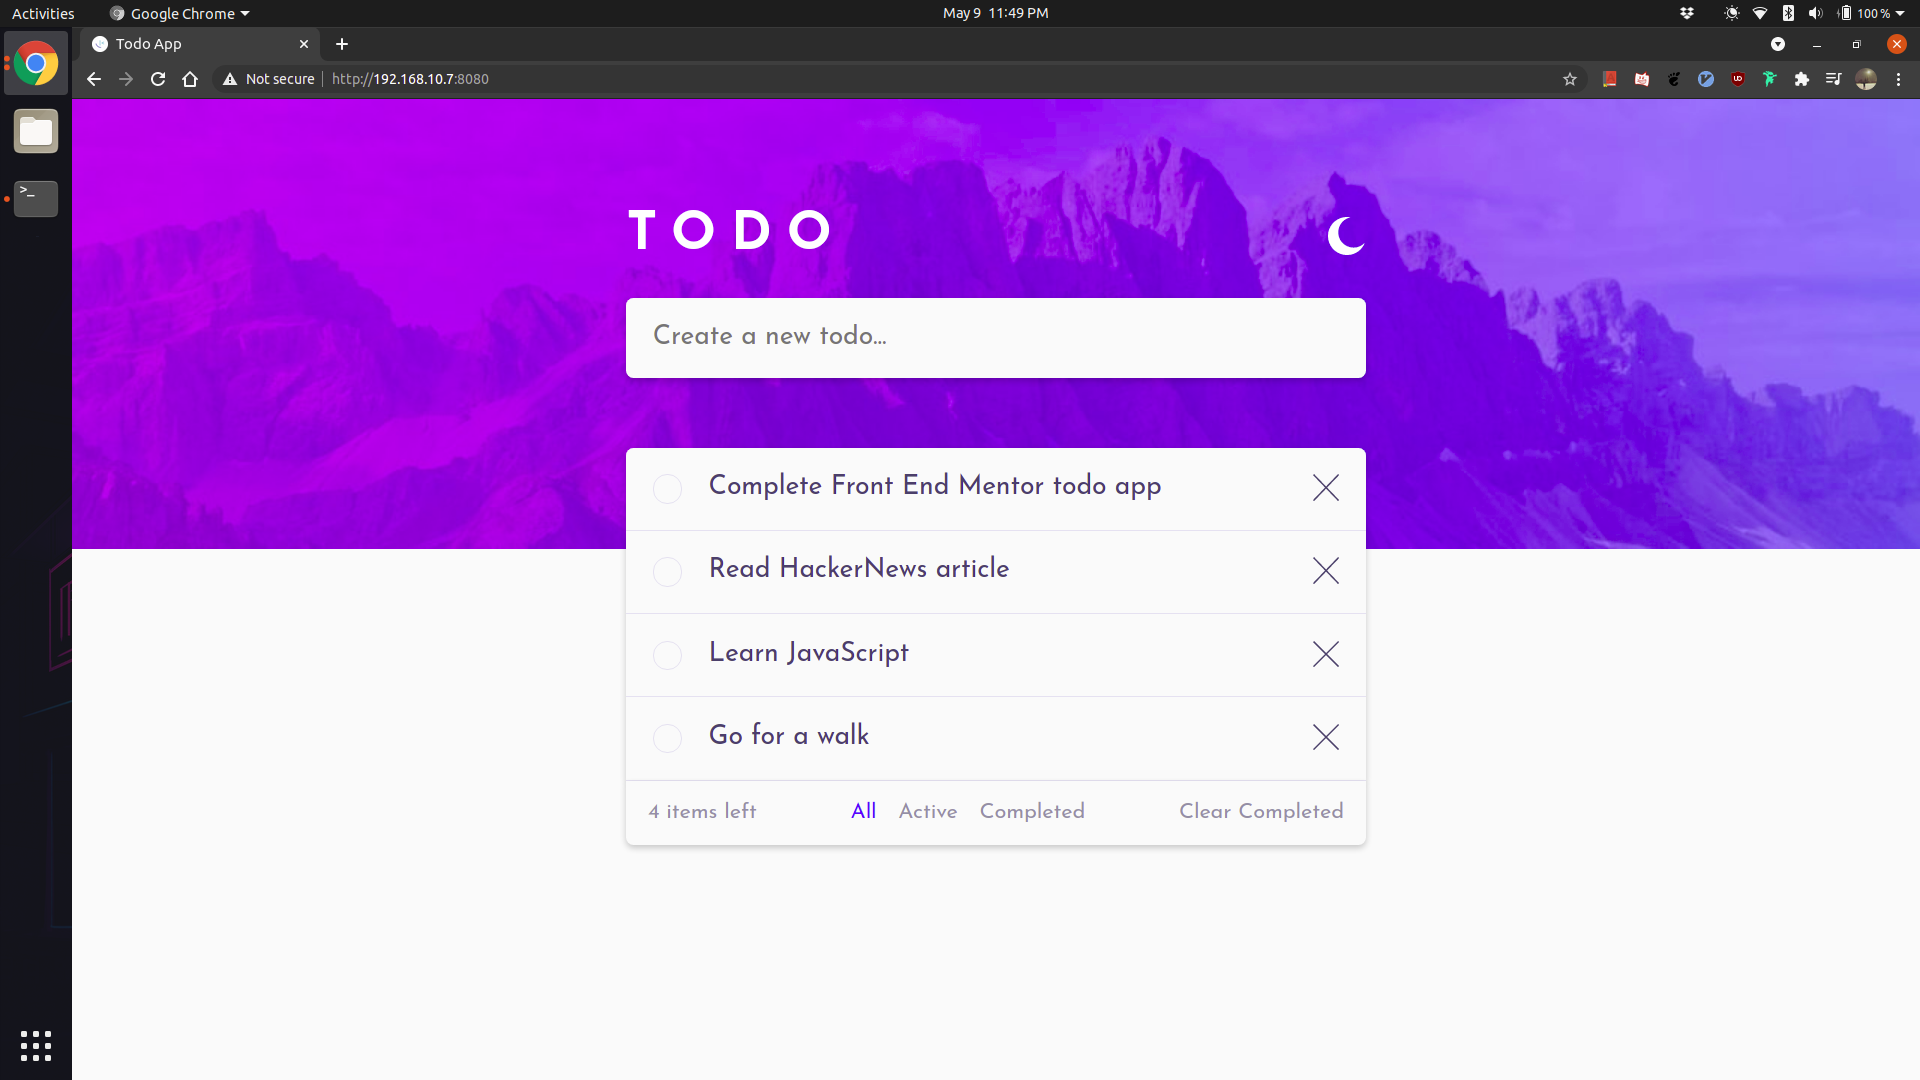 Activities
Google Chrome
May 9 11:49 PM
100 %
Todo App
Not secure
http://192.168.10.7:8080
>_
TODO
Create a new todo...
Complete Front End Mentor todo app
Read HackerNews article
Learn JavaScript
Go for a walk
4 items left
All
Active
Completed
Clear Completed